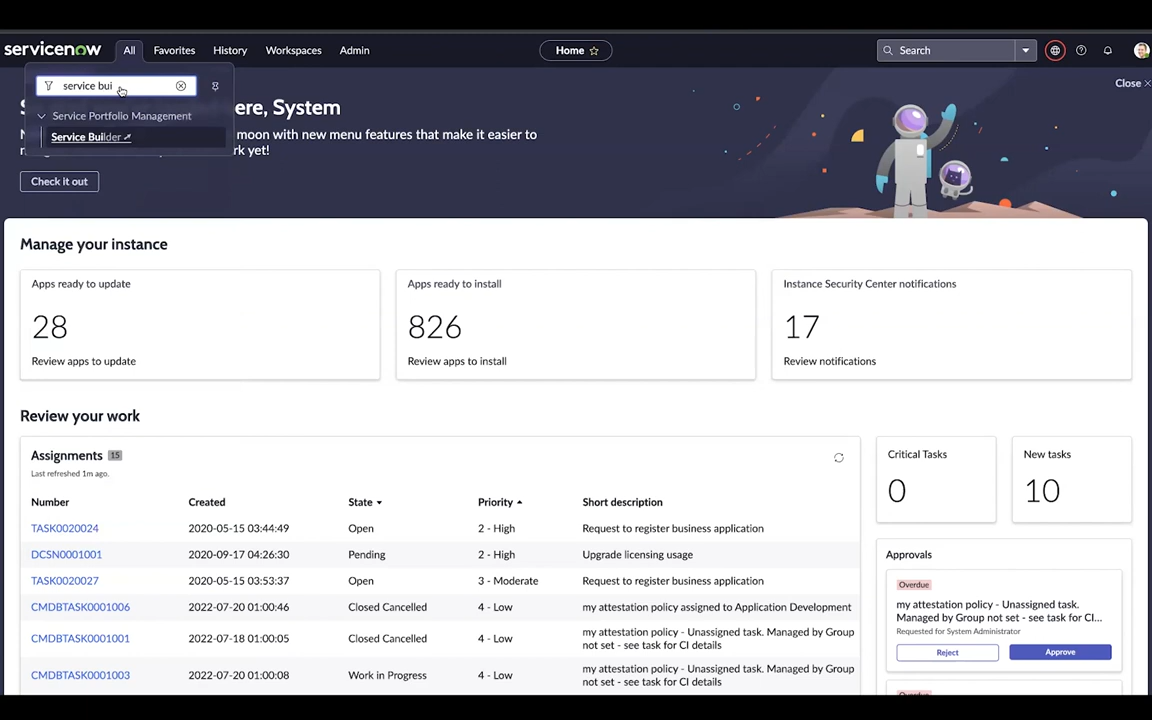 servicenow
All
Favorites
History
Workspaces
Admin
Home
Search
service bui
Service Portfolio Management
Service Builder
ere, System
moon with new menu features that make it easier to
rk yet!
Close
Check it out
Manage your instance
Apps ready to update
28
Review apps to update
Apps ready to install
826
Review apps to install
Instance Security Center notifications
17
Review notifications
Review your work
Assignments 15
Last refreshed 1m ago.
Number Created State Priority Short description
TASK0020024 2020-05-15 03:44:49 Open 2 - High Request to register business application
DCSN0001001 2020-09-17 04:26:30 Pending 2 - High Upgrade licensing usage
TASK0020027 2020-05-15 03:53:37 Open 3 - Moderate Request to register business application
CMDBTASK0001006 2022-07-20 01:00:46 Closed Cancelled 4 - Low my attestation policy assigned to Application Development
CMDBTASK0001001 2022-07-18 01:00:05 Closed Cancelled 4 - Low my attestation policy - Unassigned task. Managed by Group
not set - see task for CI details
CMDBTASK0001003 2022-07-20 01:00:08 Work in Progress 4 - Low my attestation policy - Unassigned task. Managed by Group
not set - see task for CI details
Critical Tasks
0
New tasks
10
Approvals
Overdue
my attestation policy - Unassigned task.
Managed by Group not set - see task for CI...
Requested for System Administrator
Reject
Approve
Overdue